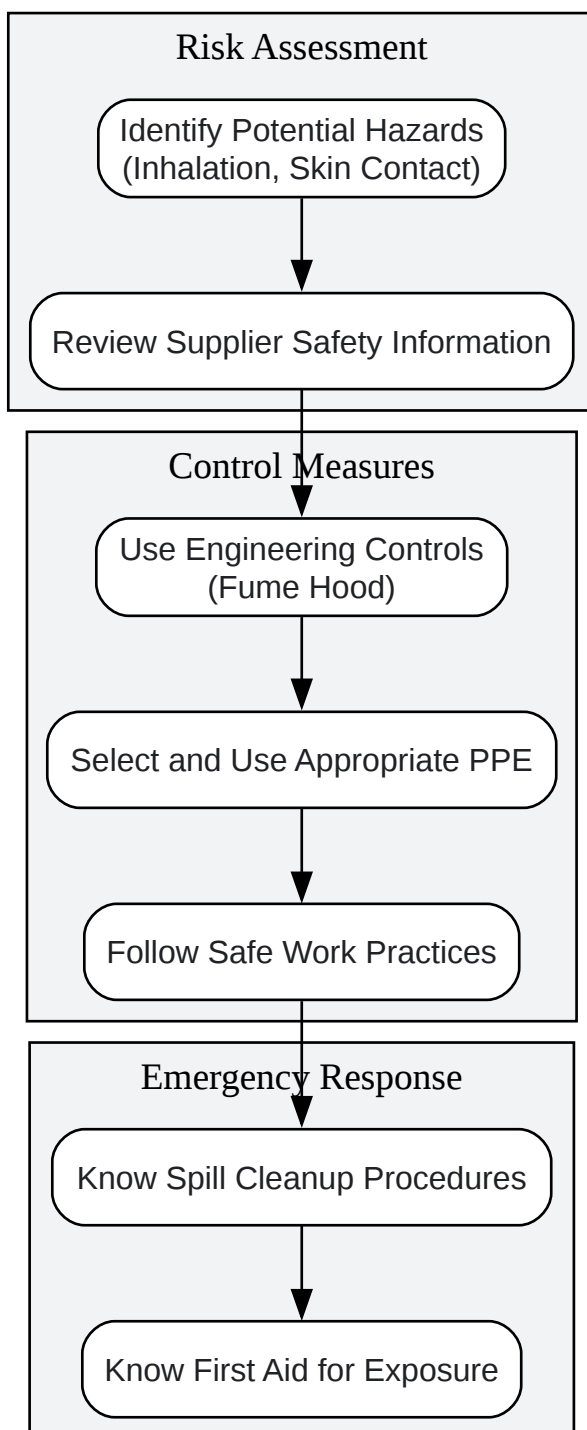 Risk Assessment
Identify Potential Hazards
(Inhalation, Skin Contact)
Review Supplier Safety Information
Control Measures
Use Engineering Controls
(Fume Hood)
Select and Use Appropriate PPE
Follow Safe Work Practices
Emergency Response
Know Spill Cleanup Procedures
Know First Aid for Exposure